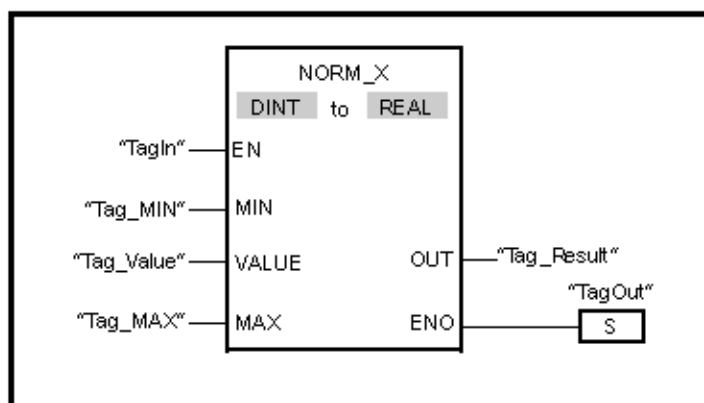 NORM_X
DINT to REAL
"TagIn" EN
"Tag_MIN" MIN
"Tag_Value" VALUE OUT "Tag_Result"
"TagOut"
"Tag_MAX" MAX ENO S